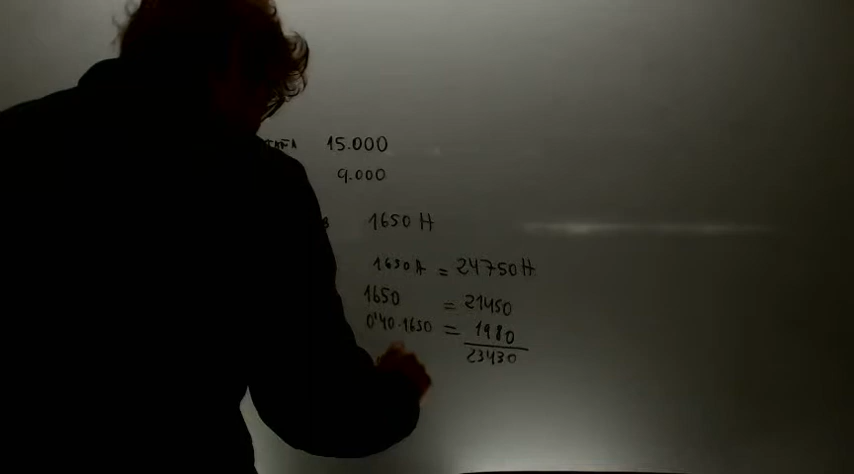 15.000
9.000
1650 H
1650 H = 24750 H
1650 = 21450
0'40·1650 = 1980
23430